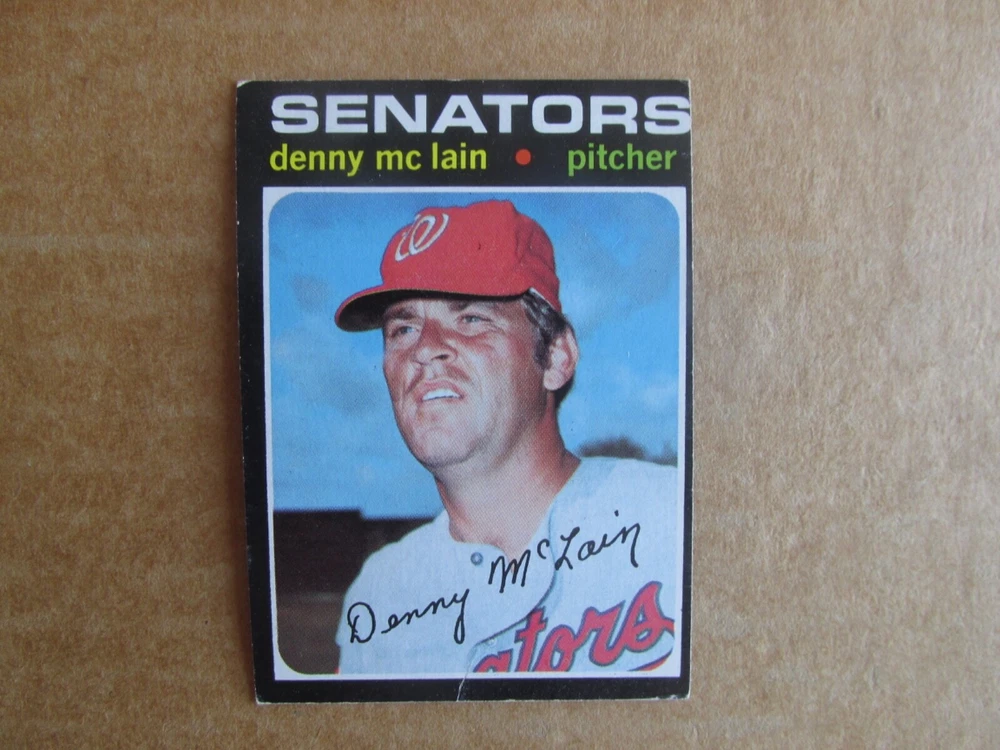 SENATORS
denny mc lain • pitcher
W
Denny McLain
ators